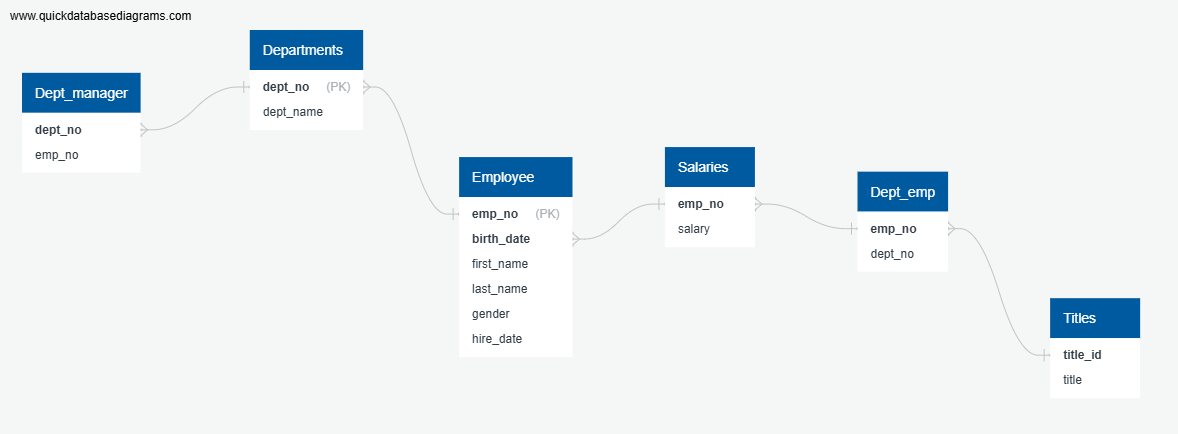 www.quickdatabasediagrams.com
Dept_manager
dept_no
emp_no
Departments
dept_no (PK)
dept_name
Employee
emp_no (PK)
birth_date
first_name
last_name
gender
hire_date
Salaries
emp_no
salary
Dept_emp
emp_no
dept_no
Titles
title_id
title